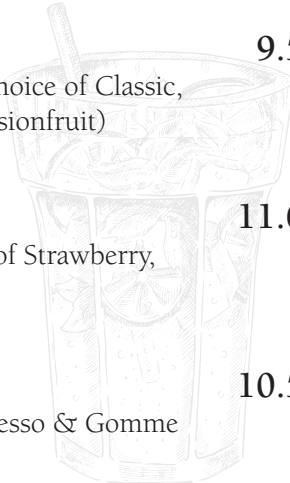 9.5
hoice of Classic,
sionfruit)
11.0
of Strawberry,
10.5
esso & Gomme